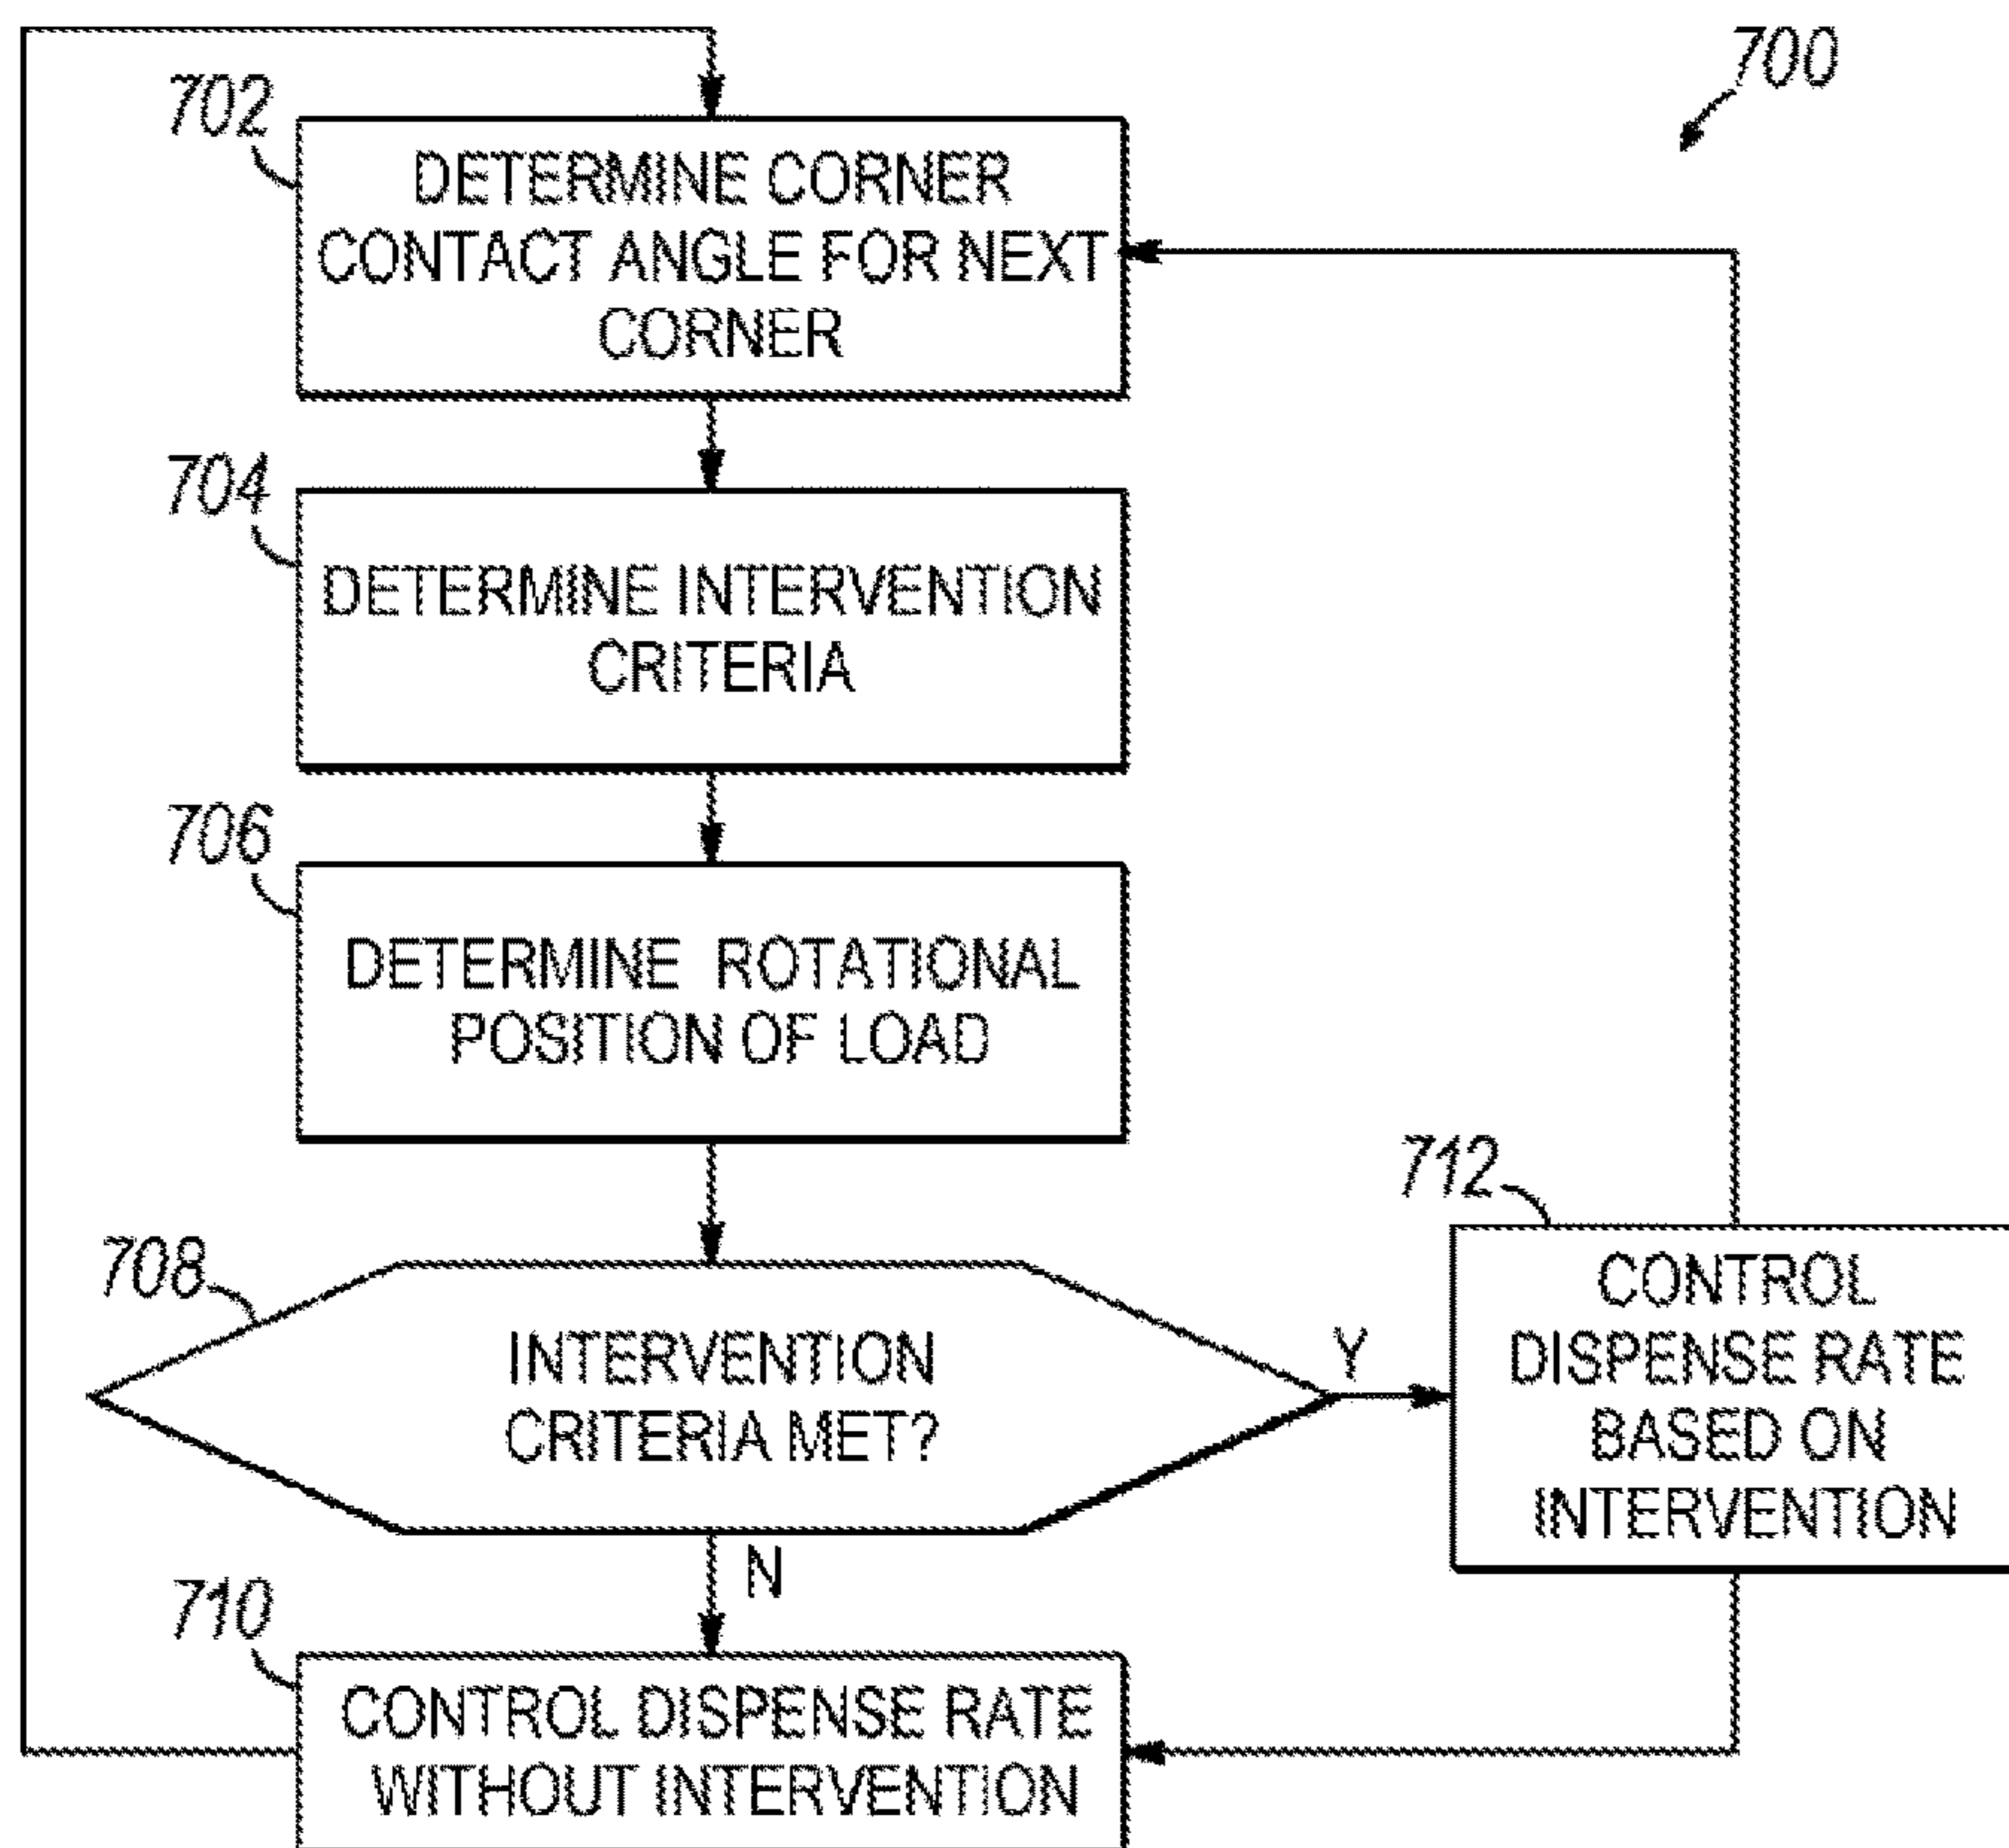 700
702
DETERMINE CORNER
CONTACT ANGLE FOR NEXT
CORNER
704
DETERMINE INTERVENTION
CRITERIA
706
DETERMINE ROTATIONAL
POSITION OF LOAD
708
INTERVENTION
CRITERIA MET?
Y
N
712
CONTROL
DISPENSE RATE
BASED ON
INTERVENTION
710
CONTROL DISPENSE RATE
WITHOUT INTERVENTION